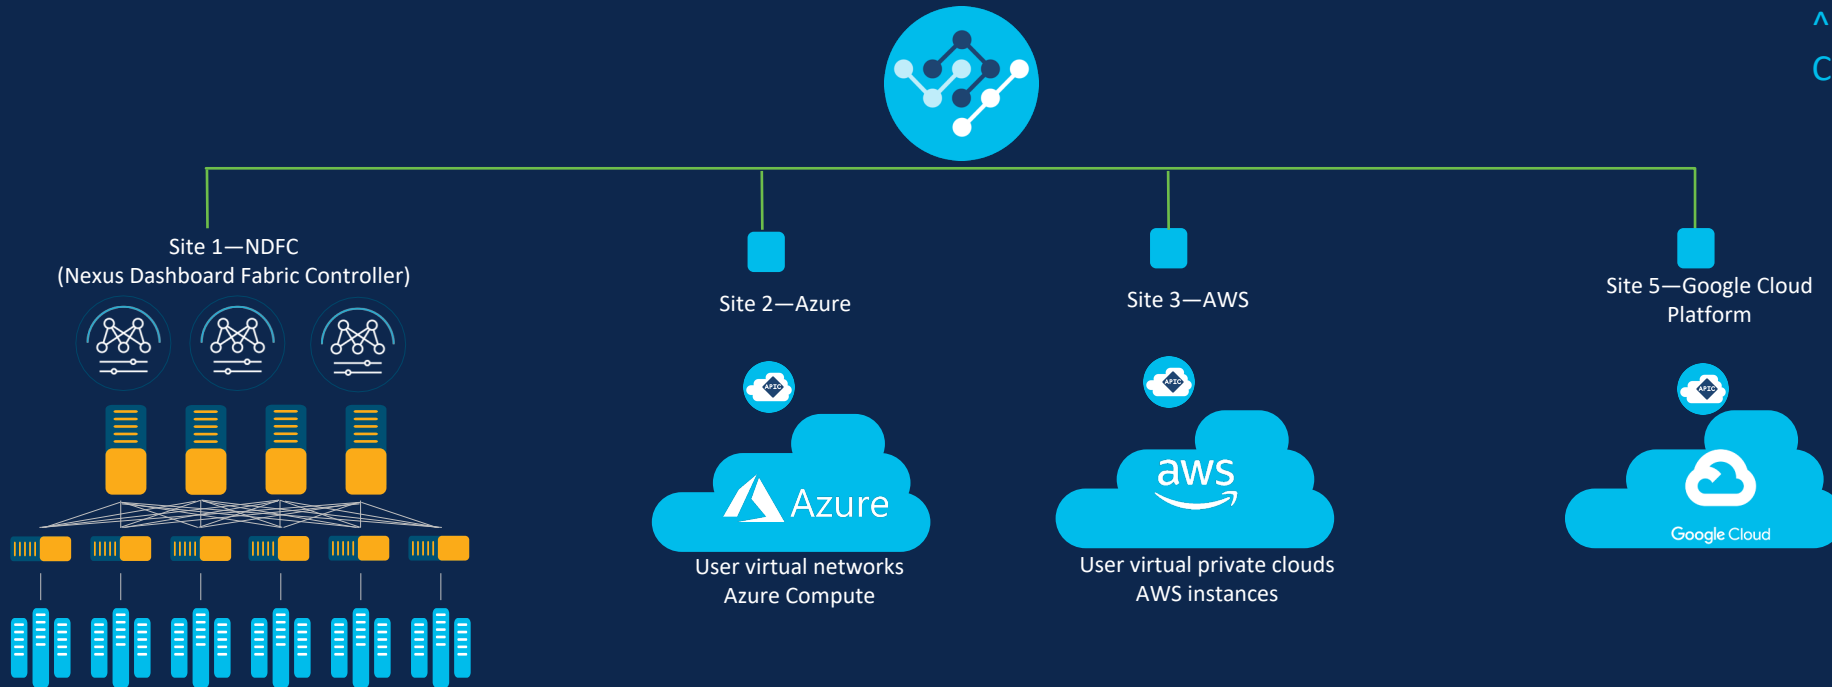 ^
C
Site 1—NDFC
(Nexus Dashboard Fabric Controller)
Site 2—Azure
Site 3—AWS
Site 5—Google Cloud
Platform
APIC
APIC
APIC
Azure
aws
Google Cloud
User virtual networks
Azure Compute
User virtual private clouds
AWS instances